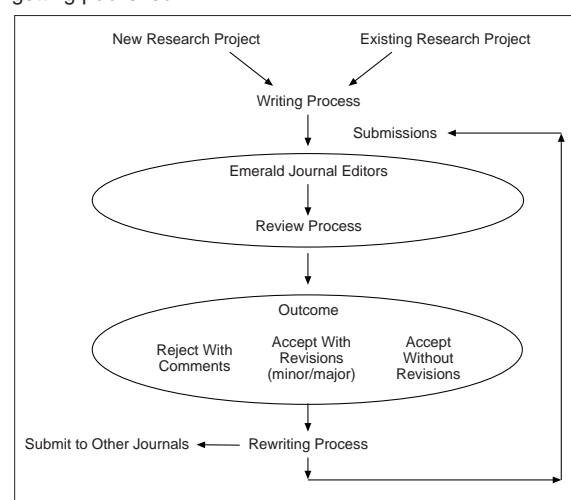 New Research Project
Existing Research Project
Writing Process
Submissions
Emerald Journal Editors
Review Process
Outcome
Reject With
Comments
Accept With
Revisions
(minor/major)
Accept
Without
Revisions
Submit to Other Journals
Rewriting Process